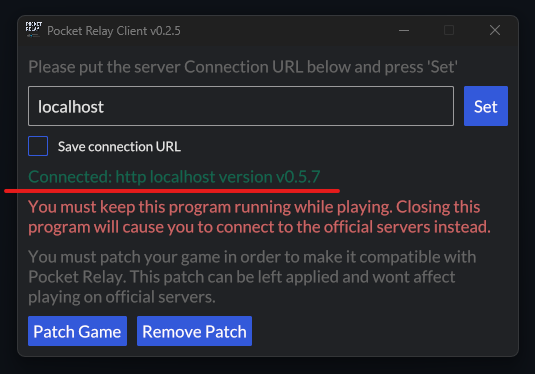 POCKET
RELAY
Pocket Relay Client v0.2.5
Please put the server Connection URL below and press 'Set'
localhost
Set
Save connection URL
Connected: http localhost version v0.5.7
You must keep this program running while playing. Closing this
program will cause you to connect to the official servers instead.
You must patch your game in order to make it compatible with
Pocket Relay. This patch can be left applied and wont affect
playing on official servers.
Patch Game
Remove Patch